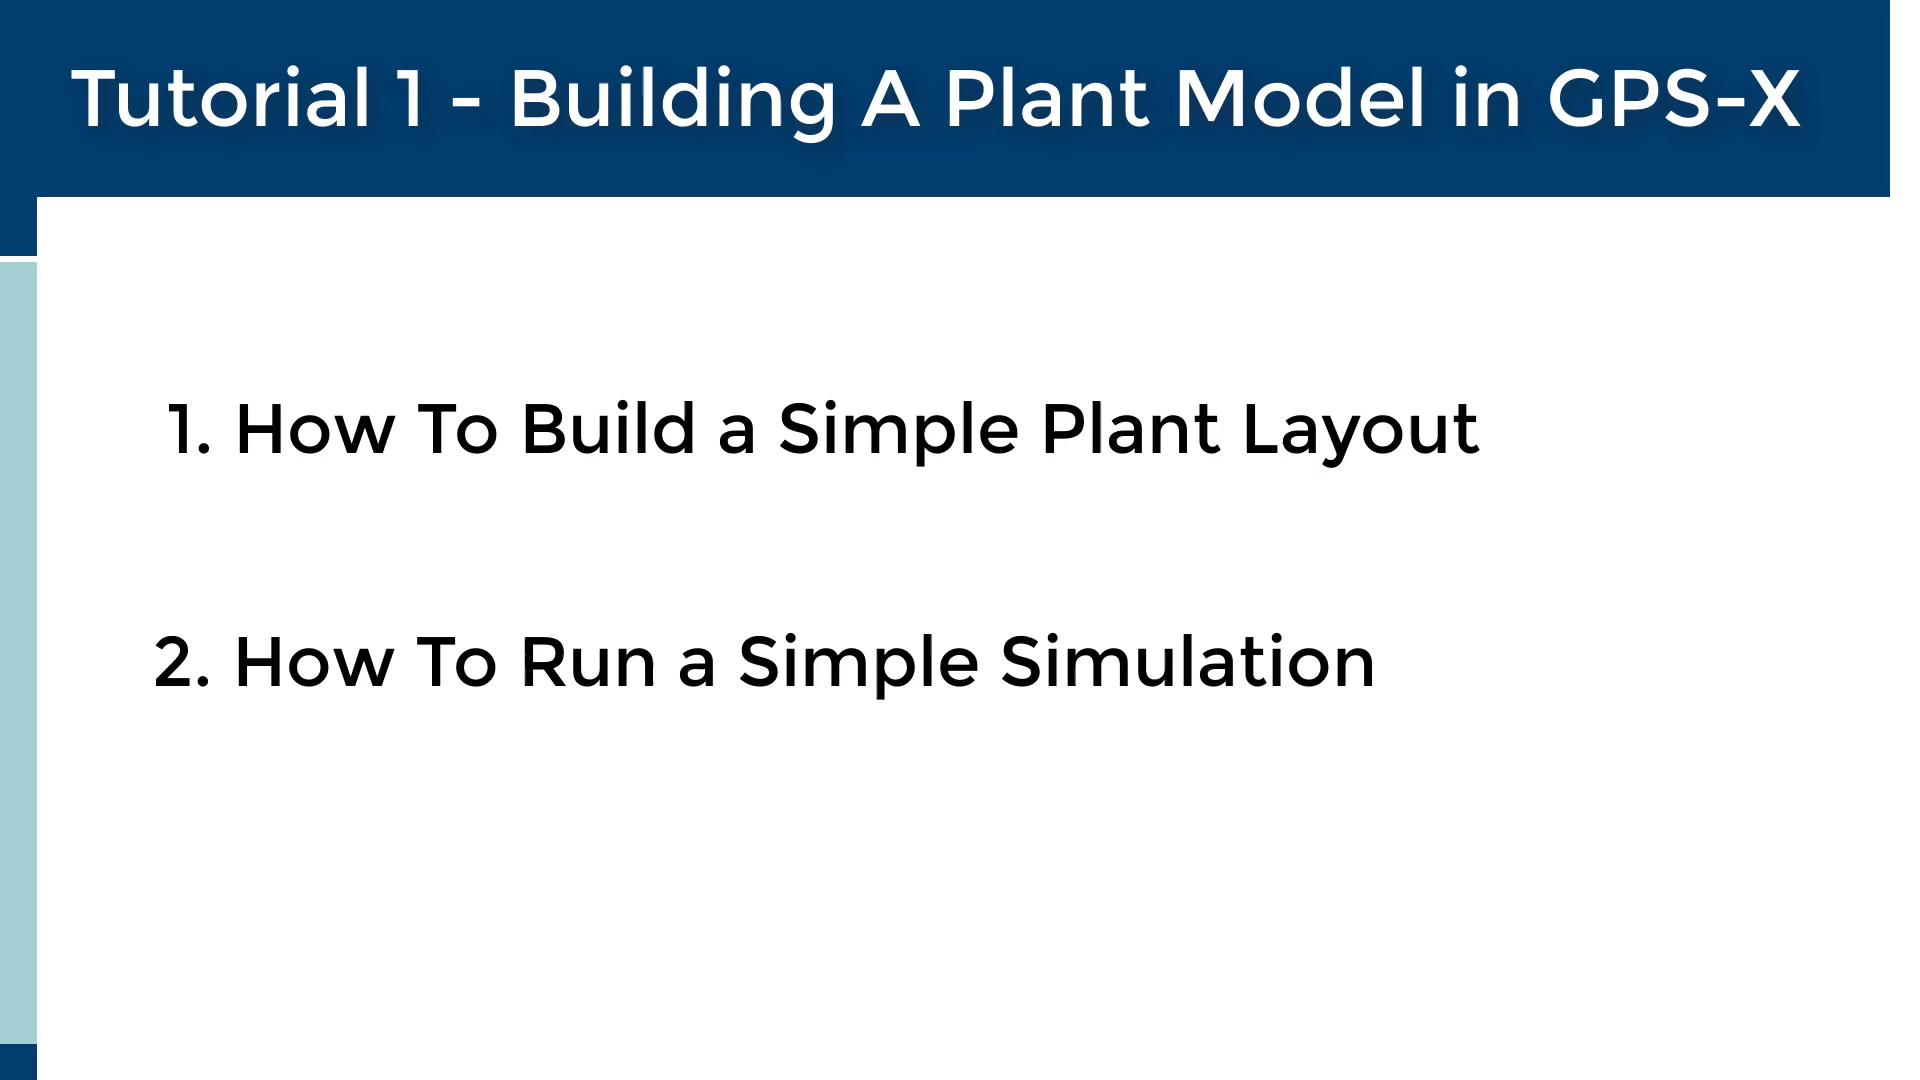 Tutorial 1 - Building A Plant Model in GPS-X
1. How To Build a Simple Plant Layout
2. How To Run a Simple Simulation